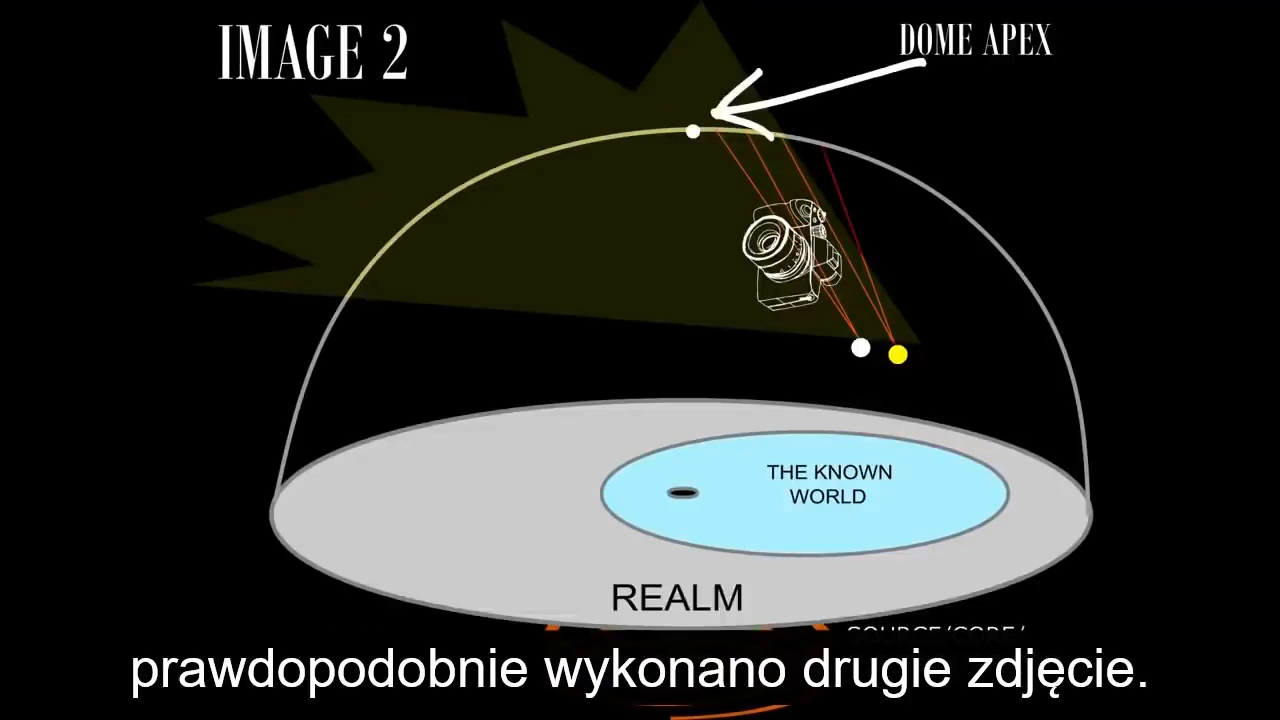 IMAGE 2
DOME APEX
THE KNOWN
WORLD
REALM
prawdopodobnie wykonano drugie zdjęcie.